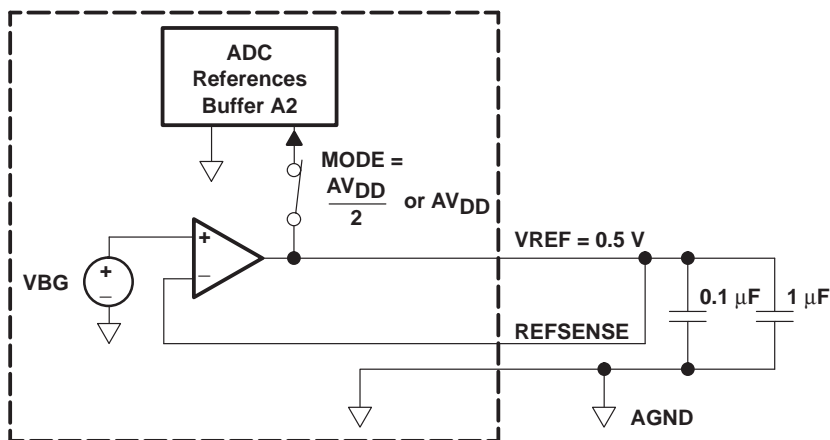 ADC
References
Buffer A2
MODE =
AVDD
2
or AVDD
VREF = 0.5 V
+
−
VBG
+
−
0.1 μF
1 μF
REFSENSE
AGND